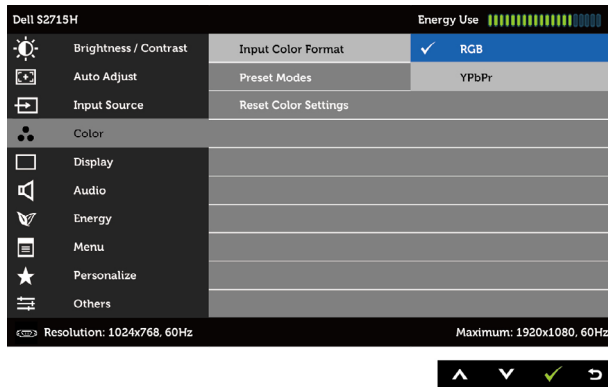 Dell S2715H
Energy Use
Brightness / Contrast
Input Color Format
RGB
Auto Adjust
Preset Modes
YPbPr
Input Source
Reset Color Settings
Color
Display
Audio
Energy
Menu
Personalize
Others
Resolution: 1024x768, 60Hz
Maximum: 1920x1080, 60Hz